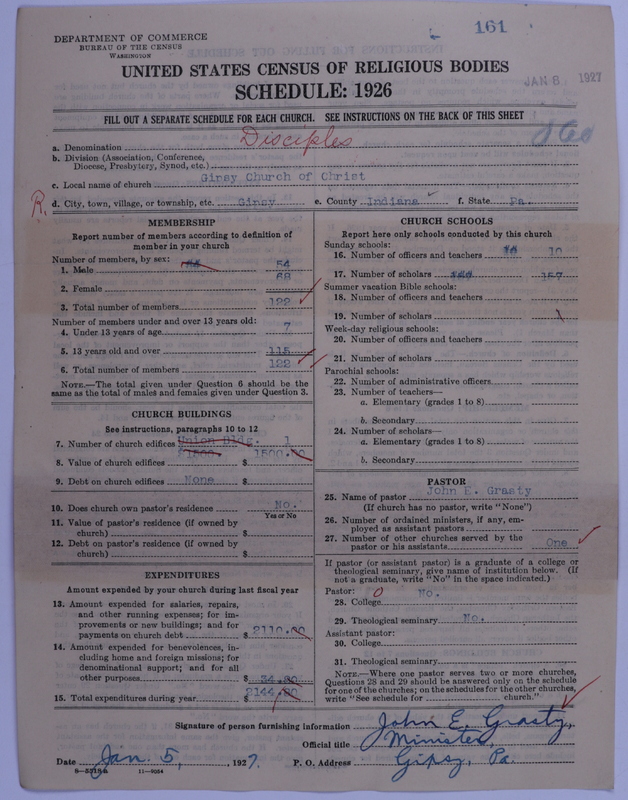 161
DEPARTMENT OF COMMERCE
BUREAU OF THE CENSUS
WASHINGTON
UNITED STATES CENSUS OF RELIGIOUS BODIES
JAN 6 1927
SCHEDULE: 1926
FILL OUT A SEPARATE SCHEDULE FOR EACH CHURCH. SEE INSTRUCTIONS ON THE BACK OF THIS SHEET
a. Denomination Disciples
b. Division (Association, Conference,
Diocese, Presbytery, Synod, etc.)
c. Local name of church Gipsy Church of Christ
R. d. City, town, village, or township, etc. Gipsy e. County Indiana f. State Pa.
MEMBERSHIP
Report number of members according to definition of
member in your church
Number of members, by sex:
1. Male 54
68
2. Female
3. Total number of members 122
Number of members under and over 13 years old:
4. Under 13 years of age 7
5. 13 years old and over 115
6. Total number of members 122
NOTE.—The total given under Question 6 should be the
same as the total of males and females given under Question 3.
CHURCH BUILDINGS
See instructions, paragraphs 10 to 12
7. Number of church edifices Union Bldg. 1
8. Value of church edifices $1500. $ 1500.00
9. Debt on church edifices None $
10. Does church own pastor's residence No.
Yes or No
11. Value of pastor's residence (if owned by
church) $
12. Debt on pastor's residence (if owned by
church) $
EXPENDITURES
Amount expended by your church during last fiscal year
13. Amount expended for salaries, repairs,
and other running expenses; for im-
provements or new buildings; and for
payments on church debt $ 2110.00
14. Amount expended for benevolences, in-
cluding home and foreign missions; for
denominational support; and for all
other purposes $ 34.00
15. Total expenditures during year $ 2144.00
CHURCH SCHOOLS
Report here only schools conducted by this church
Sunday schools:
16. Number of officers and teachers 10
17. Number of scholars 157
Summer vacation Bible schools:
18. Number of officers and teachers
19. Number of scholars
Week-day religious schools:
20. Number of officers and teachers
21. Number of scholars
Parochial schools:
22. Number of administrative officers
23. Number of teachers—
a. Elementary (grades 1 to 8)
b. Secondary
24. Number of scholars—
a. Elementary (grades 1 to 8)
b. Secondary
PASTOR
25. Name of pastor John E. Grasty
(If church has no pastor, write "None")
26. Number of ordained ministers, if any, em-
ployed as assistant pastors
27. Number of other churches served by the
pastor or his assistants One
If pastor (or assistant pastor) is a graduate of a college or
theological seminary, give name of institution below. (If
not a graduate, write "No" in the space indicated.)
Pastor: 0 No.
28. College
29. Theological seminary No.
Assistant pastor:
30. College
31. Theological seminary
NOTE.—Where one pastor serves two or more churches,
Questions 28 and 29 should be answered only on the schedule
for one of the churches; on the schedules for the other churches,
write "See schedule for church."
Signature of person furnishing information John E. Grasty,
Official title Minister
Date Jan. 5, , 1927. P. O. Address Gipsy, Pa.
11—9054